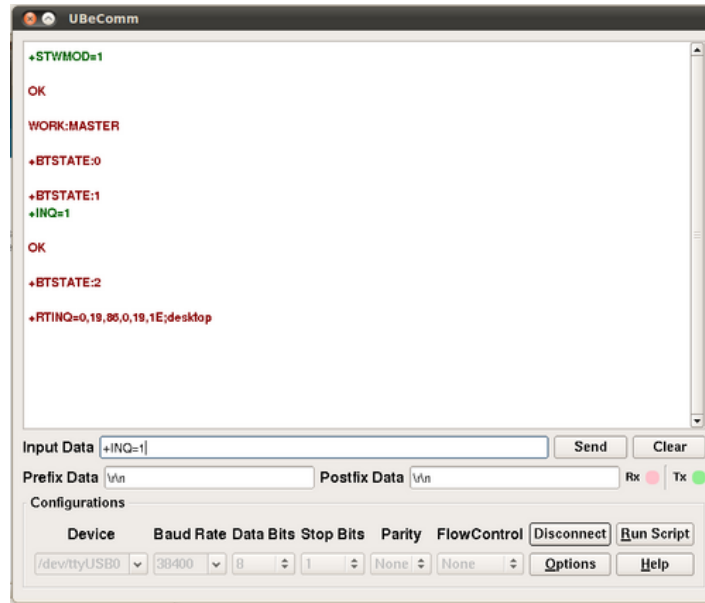 UBeComm
+STWMOD=1
OK
WORK:MASTER
+BTSTATE:0
+BTSTATE:1
+INQ=1
OK
+BTSTATE:2
+RTINQ=0,19,86,0,19,1E;desktop
Input Data +INQ=1 Send Clear
Prefix Data \r\n Postfix Data \r\n Rx Tx
Configurations
Device Baud Rate Data Bits Stop Bits Parity FlowControl Disconnect Run Script
/dev/ttyUSB0 38400 8 1 None None Options Help